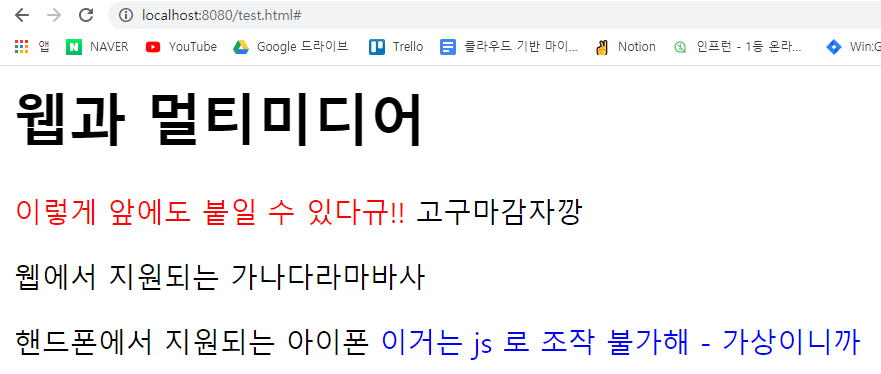 localhost:8080/test.html#
앱 NAVER YouTube Google 드라이브 Trello 클라우드 기반 마이... Notion 인프런 - 1등 온라... Win:G
웹과 멀티미디어
이렇게 앞에도 붙일 수 있다규!! 고구마감자깡
웹에서 지원되는 가나다라마바사
핸드폰에서 지원되는 아이폰 이거는 js 로 조작 불가해 - 가상이니까